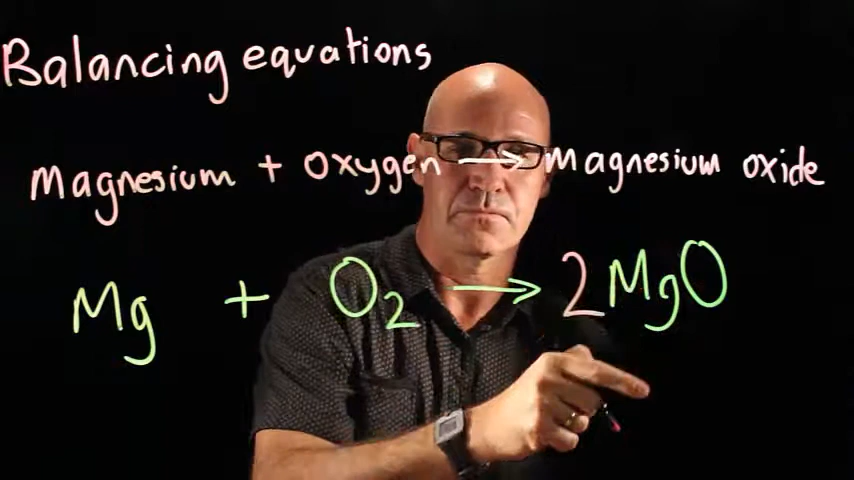 Balancing equations
Magnesium + Oxygen → Magnesium oxide
Mg + O₂ → 2MgO